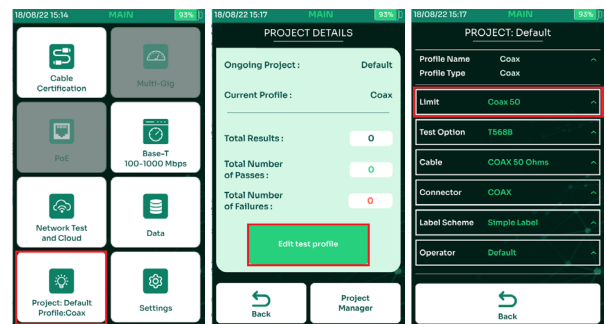 18/08/22 15:14 MAIN 93%
Cable
Certification
Multi-Gig
PoE
Base-T
100-1000 Mbps
Network Test
and Cloud
Data
Project: Default
Profile:Coax
Settings
18/08/22 15:17 MAIN 93%
PROJECT DETAILS
Ongoing Project : Default
Current Profile : Coax
Total Results : 0
Total Number
of Passes : 0
Total Number
of Failures : 0
Edit test profile
Back
Project
Manager
18/08/22 15:17 MAIN 93%
PROJECT: Default
Profile Name Coax
Profile Type Coax
Limit Coax 50
Test Option T568B
Cable COAX 50 Ohms
Connector COAX
Label Scheme Simple Label
Operator Default
Back